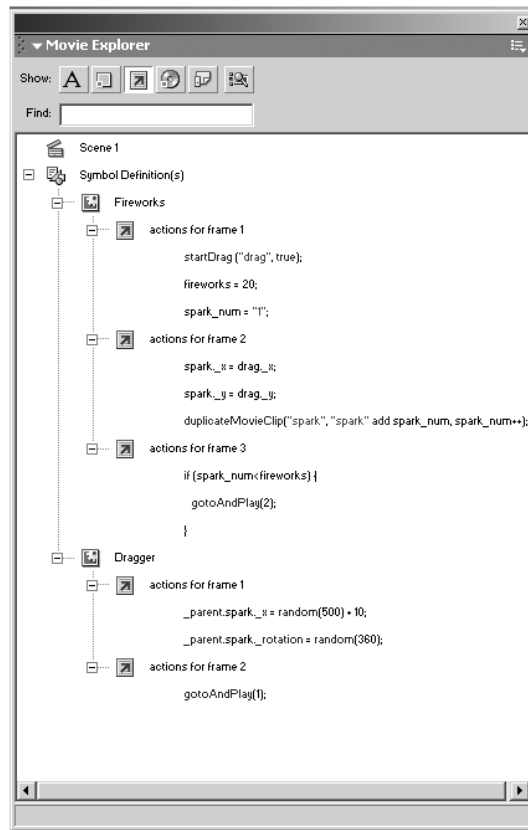 Movie Explorer
Show: A
Find:
Scene 1
Symbol Definition(s)
Fireworks
actions for frame 1
startDrag ("drag", true);
fireworks = 20;
spark_num = "1";
actions for frame 2
spark._x = drag._x;
spark._y = drag._y;
duplicateMovieClip("spark", "spark" add spark_num, spark_num++);
actions for frame 3
if (spark_num<fireworks) {
gotoAndPlay(2);
}
Dragger
actions for frame 1
_parent.spark._x = random(500) + 10;
_parent.spark._rotation = random(360);
actions for frame 2
gotoAndPlay(1);